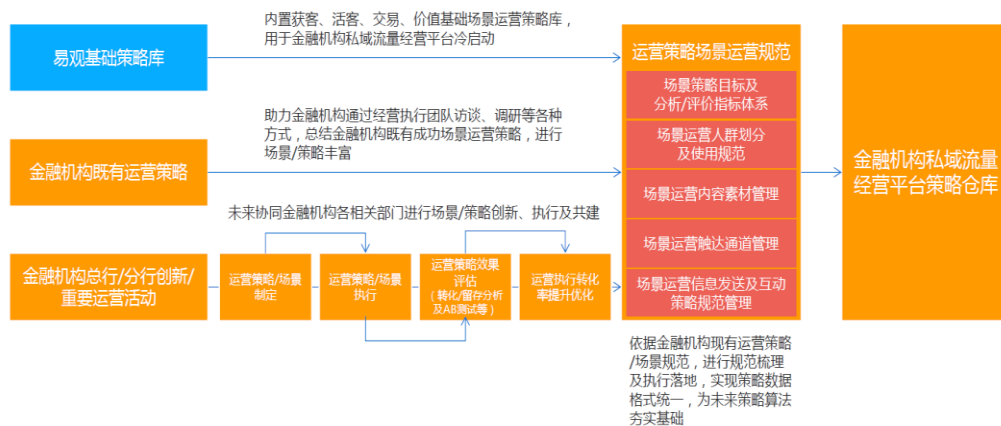 内置获客、活客、交易、价值基础场景运营策略库，
用于金融机构私域流量经营平台冷启动
易观基础策略库
助力金融机构通过经营执行团队访谈、调研等各种
方式，总结金融机构既有成功场景运营策略，进行
场景/策略丰富
金融机构既有运营策略
未来协同金融机构各相关部门进行场景/策略创新、执行及共建
金融机构总行/分行创新/
重要运营活动
运营策略/场景
制定
运营策略/场景
执行
运营策略效果
评估
（转化/留存分析
及AB测试等）
运营执行转化
率提升优化
运营策略场景运营规范
场景策略目标及
分析/评价指标体系
场景运营人群划分
及使用规范
场景运营内容素材管理
场景运营触达通道管理
场景运营信息发送及互动
策略规范管理
依据金融机构现有运营策略
/场景规范，进行规范梳理
及执行落地，实现策略数据
格式统一，为未来策略算法
夯实基础
金融机构私域流量
经营平台策略仓库